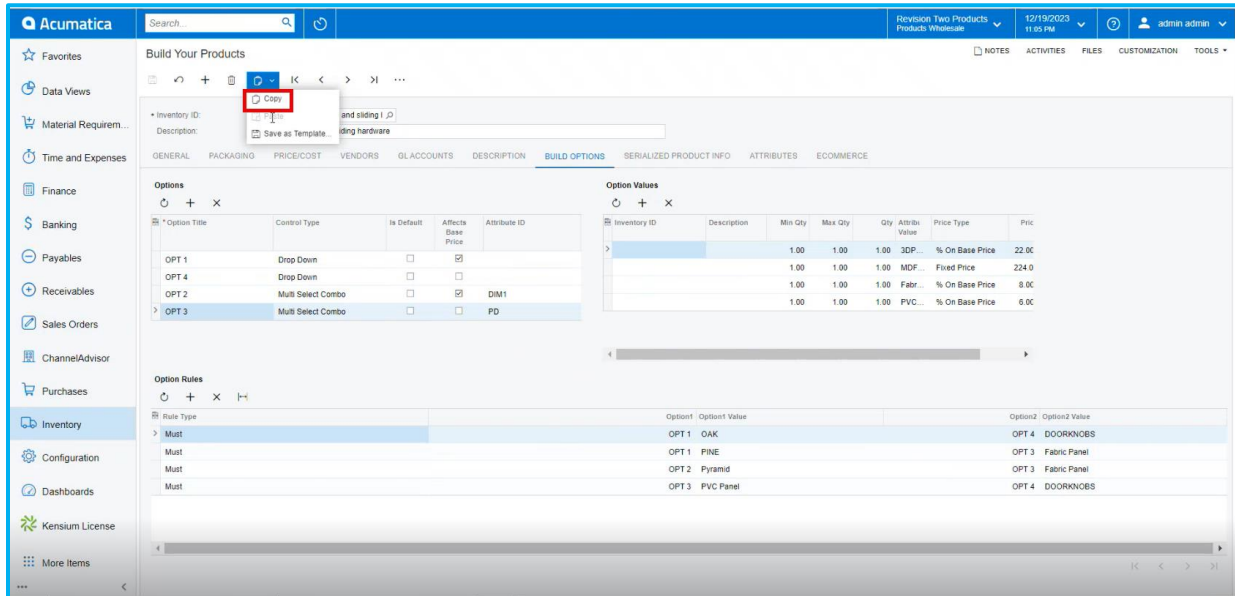 Acumatica
Search...
Revision Two Products
Products Wholesale
12/19/2023
11:05 PM
admin admin
Favorites
Data Views
Material Requirem...
Time and Expenses
Finance
Banking
Payables
Receivables
Sales Orders
ChannelAdvisor
Purchases
Inventory
Configuration
Dashboards
Kensium License
More Items
Build Your Products
NOTES ACTIVITIES FILES CUSTOMIZATION TOOLS
Copy
Paste
Save as Template...
Inventory ID: and sliding l
Description: ding hardware
GENERAL PACKAGING PRICE/COST VENDORS GL ACCOUNTS DESCRIPTION BUILD OPTIONS SERIALIZED PRODUCT INFO ATTRIBUTES ECOMMERCE
Options
* Option Title Control Type Is Default Affects Base Price Attribute ID
OPT 1 Drop Down
OPT 4 Drop Down
OPT 2 Multi Select Combo DIM1
OPT 3 Multi Select Combo PD
Option Values
Inventory ID Description Min Qty Max Qty Qty Attribu Value Price Type Pric
1.00 1.00 1.00 3DP... % On Base Price 22.00
1.00 1.00 1.00 MDF... Fixed Price 224.0
1.00 1.00 1.00 Fabr... % On Base Price 8.00
1.00 1.00 1.00 PVC... % On Base Price 6.00
Option Rules
Rule Type Option1 Option1 Value Option2 Option2 Value
Must OPT 1 OAK OPT 4 DOORKNOBS
Must OPT 1 PINE OPT 3 Fabric Panel
Must OPT 2 Pyramid OPT 3 Fabric Panel
Must OPT 3 PVC Panel OPT 4 DOORKNOBS